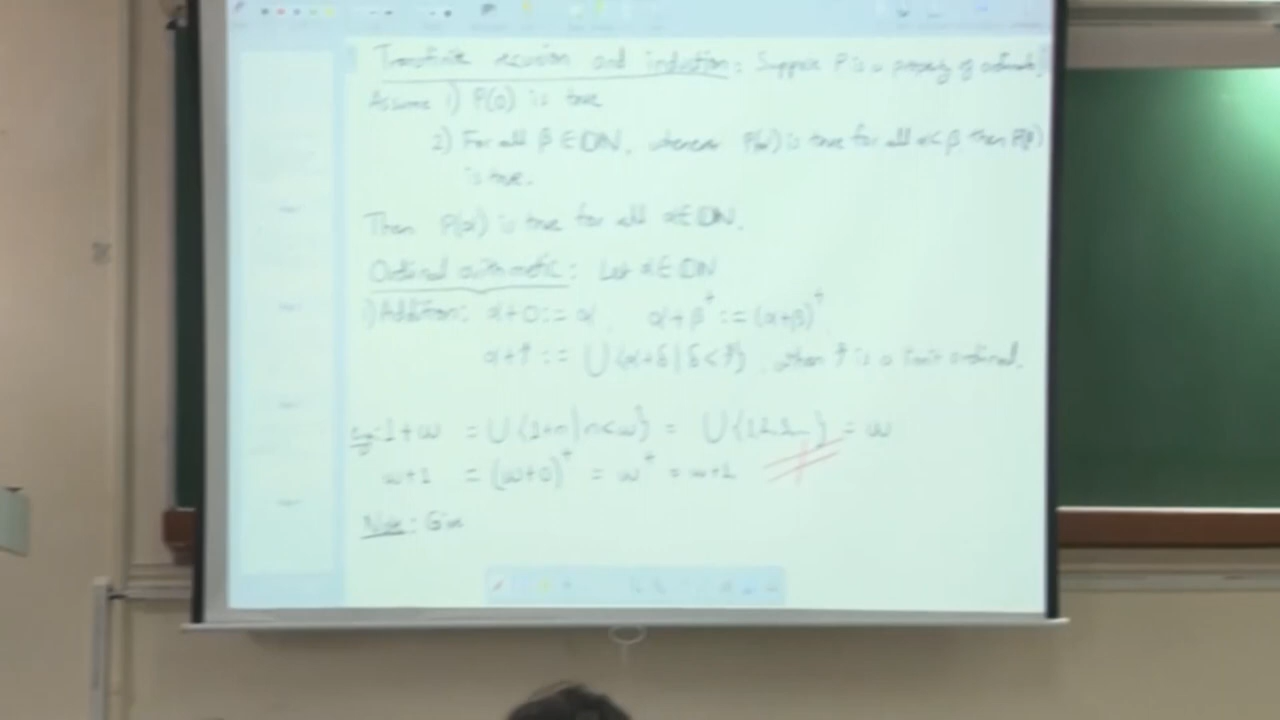 Transfinite recursion and induction: Suppose P is a property of ordinals.
Assume 1) P(0) is true
2) For all β ∈ ON, whenever P(α) is true for all α < β then P(β)
is true.
Then P(α) is true for all α ∈ ON.
Ordinal arithmetic: Let α ∈ ON
1) Addition: α+0 := α, α+β⁺ := (α+β)⁺
α+γ := ⋃{α+δ | δ<γ}, when γ is a limit ordinal.
eg: 1+ω = ⋃{1+n | n<ω} = ⋃{1,2,3,...} = ω
ω+1 = (ω+0)⁺ = ω⁺ = ω+1
Note: Give